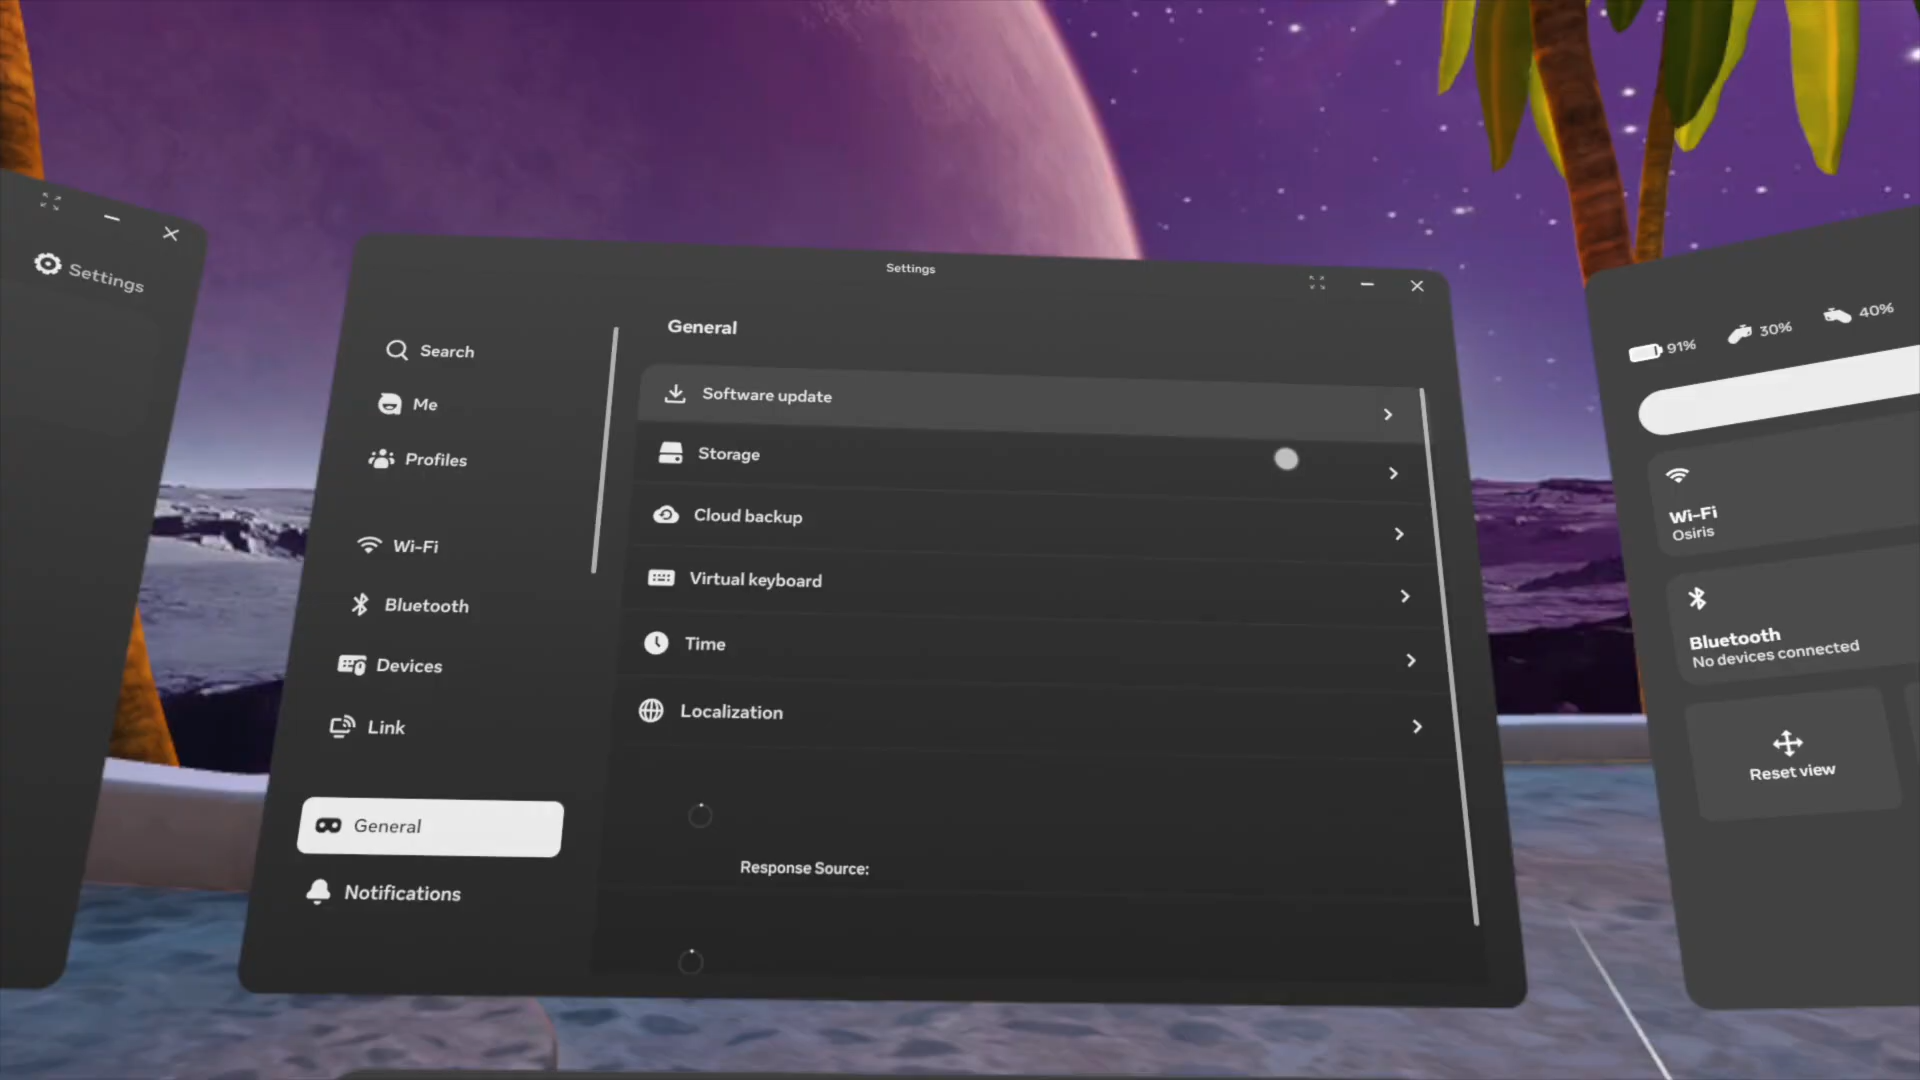 Settings
Settings
General
Search
Me
Profiles
Wi-Fi
Bluetooth
Devices
Link
General
Notifications
Software update
Storage
Cloud backup
Virtual keyboard
Time
Localization
Response Source:
91%
30%
40%
Wi-Fi
Osiris
Bluetooth
No devices connected
Reset view